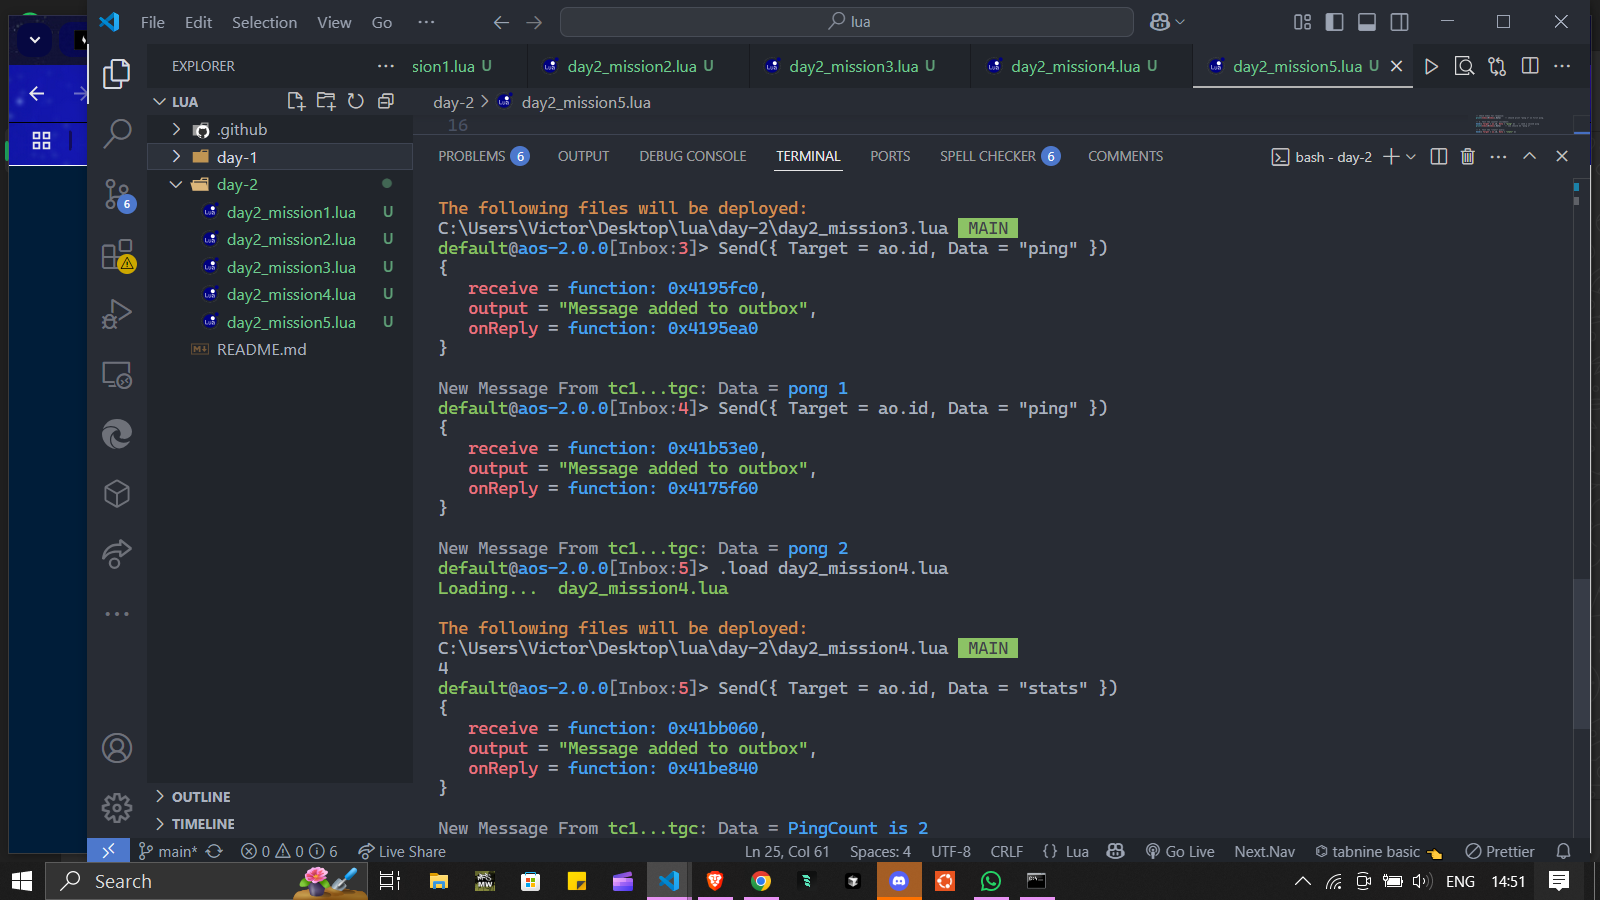 File Edit Selection View Go ··· lua
EXPLORER ··· sion1.lua U day2_mission2.lua U day2_mission3.lua U day2_mission4.lua U day2_mission5.lua U
LUA day-2 > day2_mission5.lua
16
.github
day-1
day-2
day2_mission1.lua U
day2_mission2.lua U
day2_mission3.lua U
day2_mission4.lua U
day2_mission5.lua U
README.md
OUTLINE
TIMELINE
6
PROBLEMS 6 OUTPUT DEBUG CONSOLE TERMINAL PORTS SPELL CHECKER 6 COMMENTS bash - day-2
The following files will be deployed:
C:\Users\Victor\Desktop\lua\day-2\day2_mission3.lua MAIN
default@aos-2.0.0[Inbox:3]> Send({ Target = ao.id, Data = "ping" })
{
receive = function: 0x4195fc0,
output = "Message added to outbox",
onReply = function: 0x4195ea0
}
New Message From tc1...tgc: Data = pong 1
default@aos-2.0.0[Inbox:4]> Send({ Target = ao.id, Data = "ping" })
{
receive = function: 0x41b53e0,
output = "Message added to outbox",
onReply = function: 0x4175f60
}
New Message From tc1...tgc: Data = pong 2
default@aos-2.0.0[Inbox:5]> .load day2_mission4.lua
Loading... day2_mission4.lua
The following files will be deployed:
C:\Users\Victor\Desktop\lua\day-2\day2_mission4.lua MAIN
4
default@aos-2.0.0[Inbox:5]> Send({ Target = ao.id, Data = "stats" })
{
receive = function: 0x41bb060,
output = "Message added to outbox",
onReply = function: 0x41be840
}
New Message From tc1...tgc: Data = PingCount is 2
main* 0 0 6 Live Share Ln 25, Col 61 Spaces: 4 UTF-8 CRLF {} Lua Go Live Next.Nav tabnine basic Prettier
Search ENG 14:51